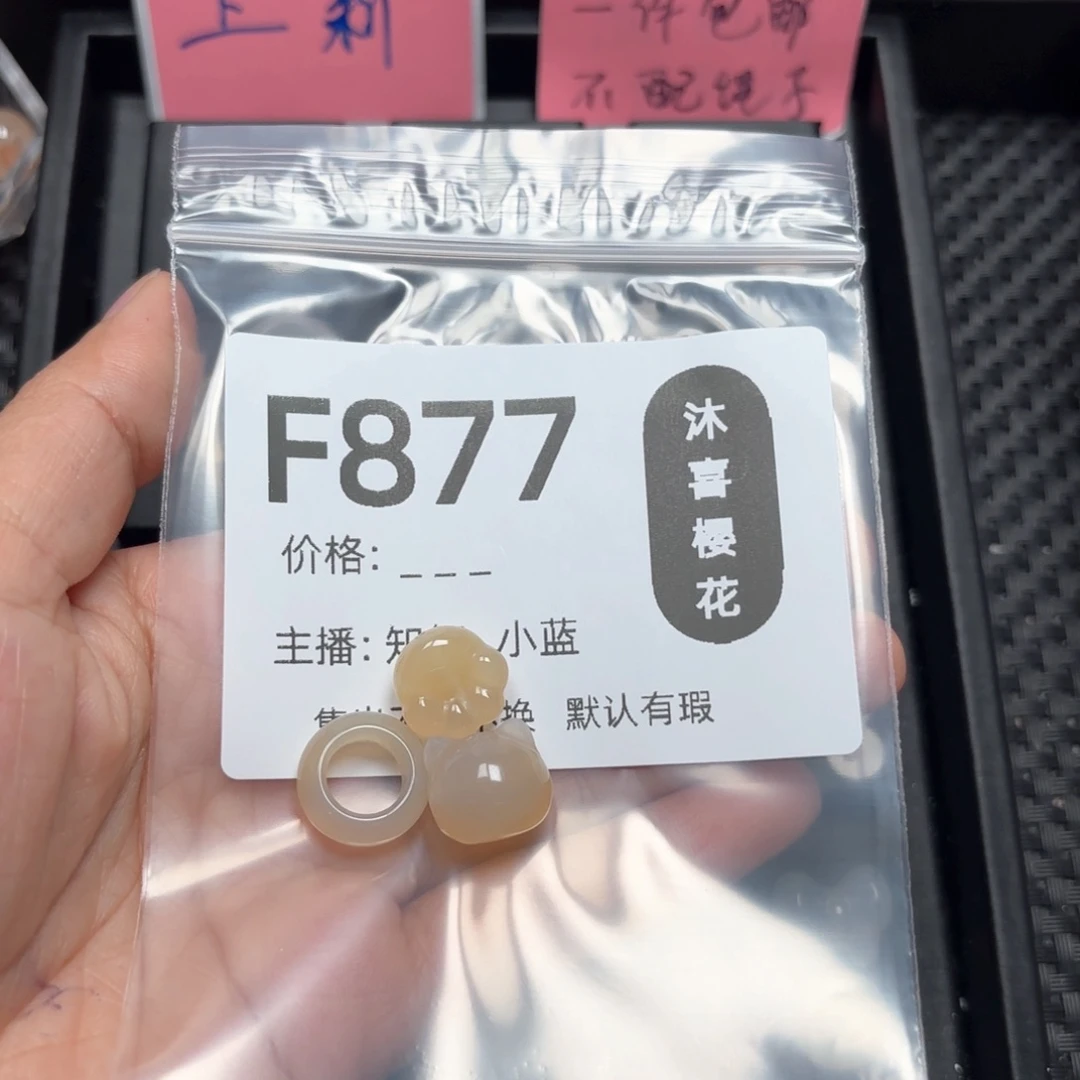 上新
一件包邮
不配绳子
F877
沐喜樱花
价格: _ _ _
主播: 小蓝
换 默认有瑕